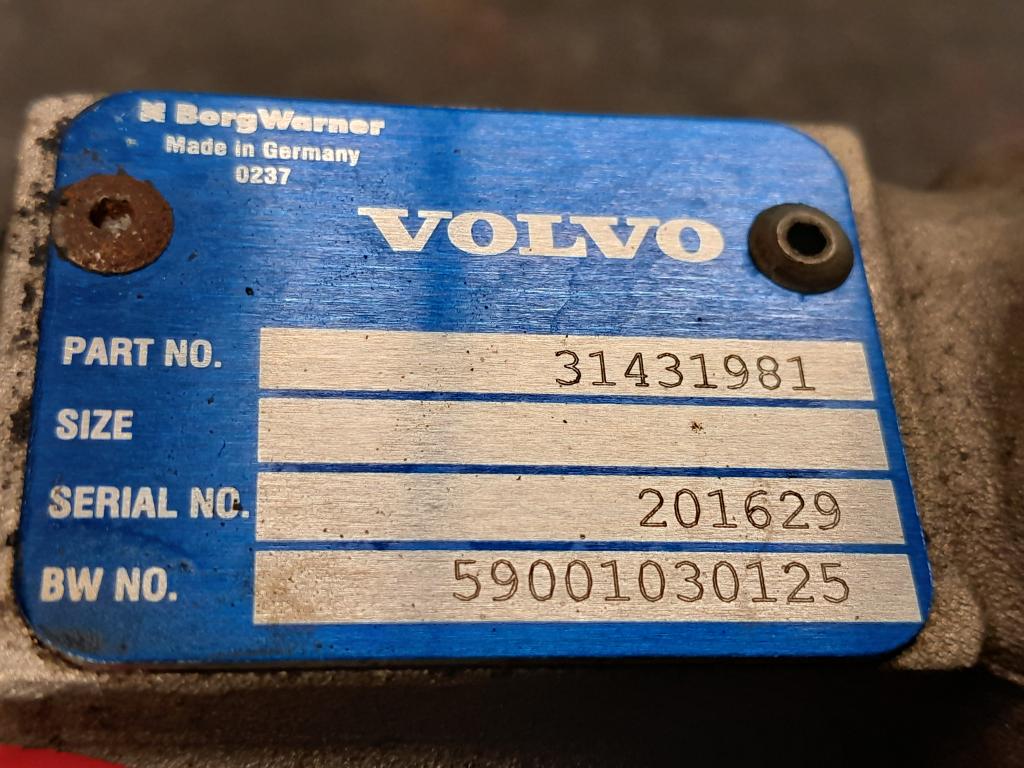 BorgWarner
Made in Germany
0237
VOLVO
PART NO. 31431981
SIZE
SERIAL NO. 201629
BW NO. 59001030125